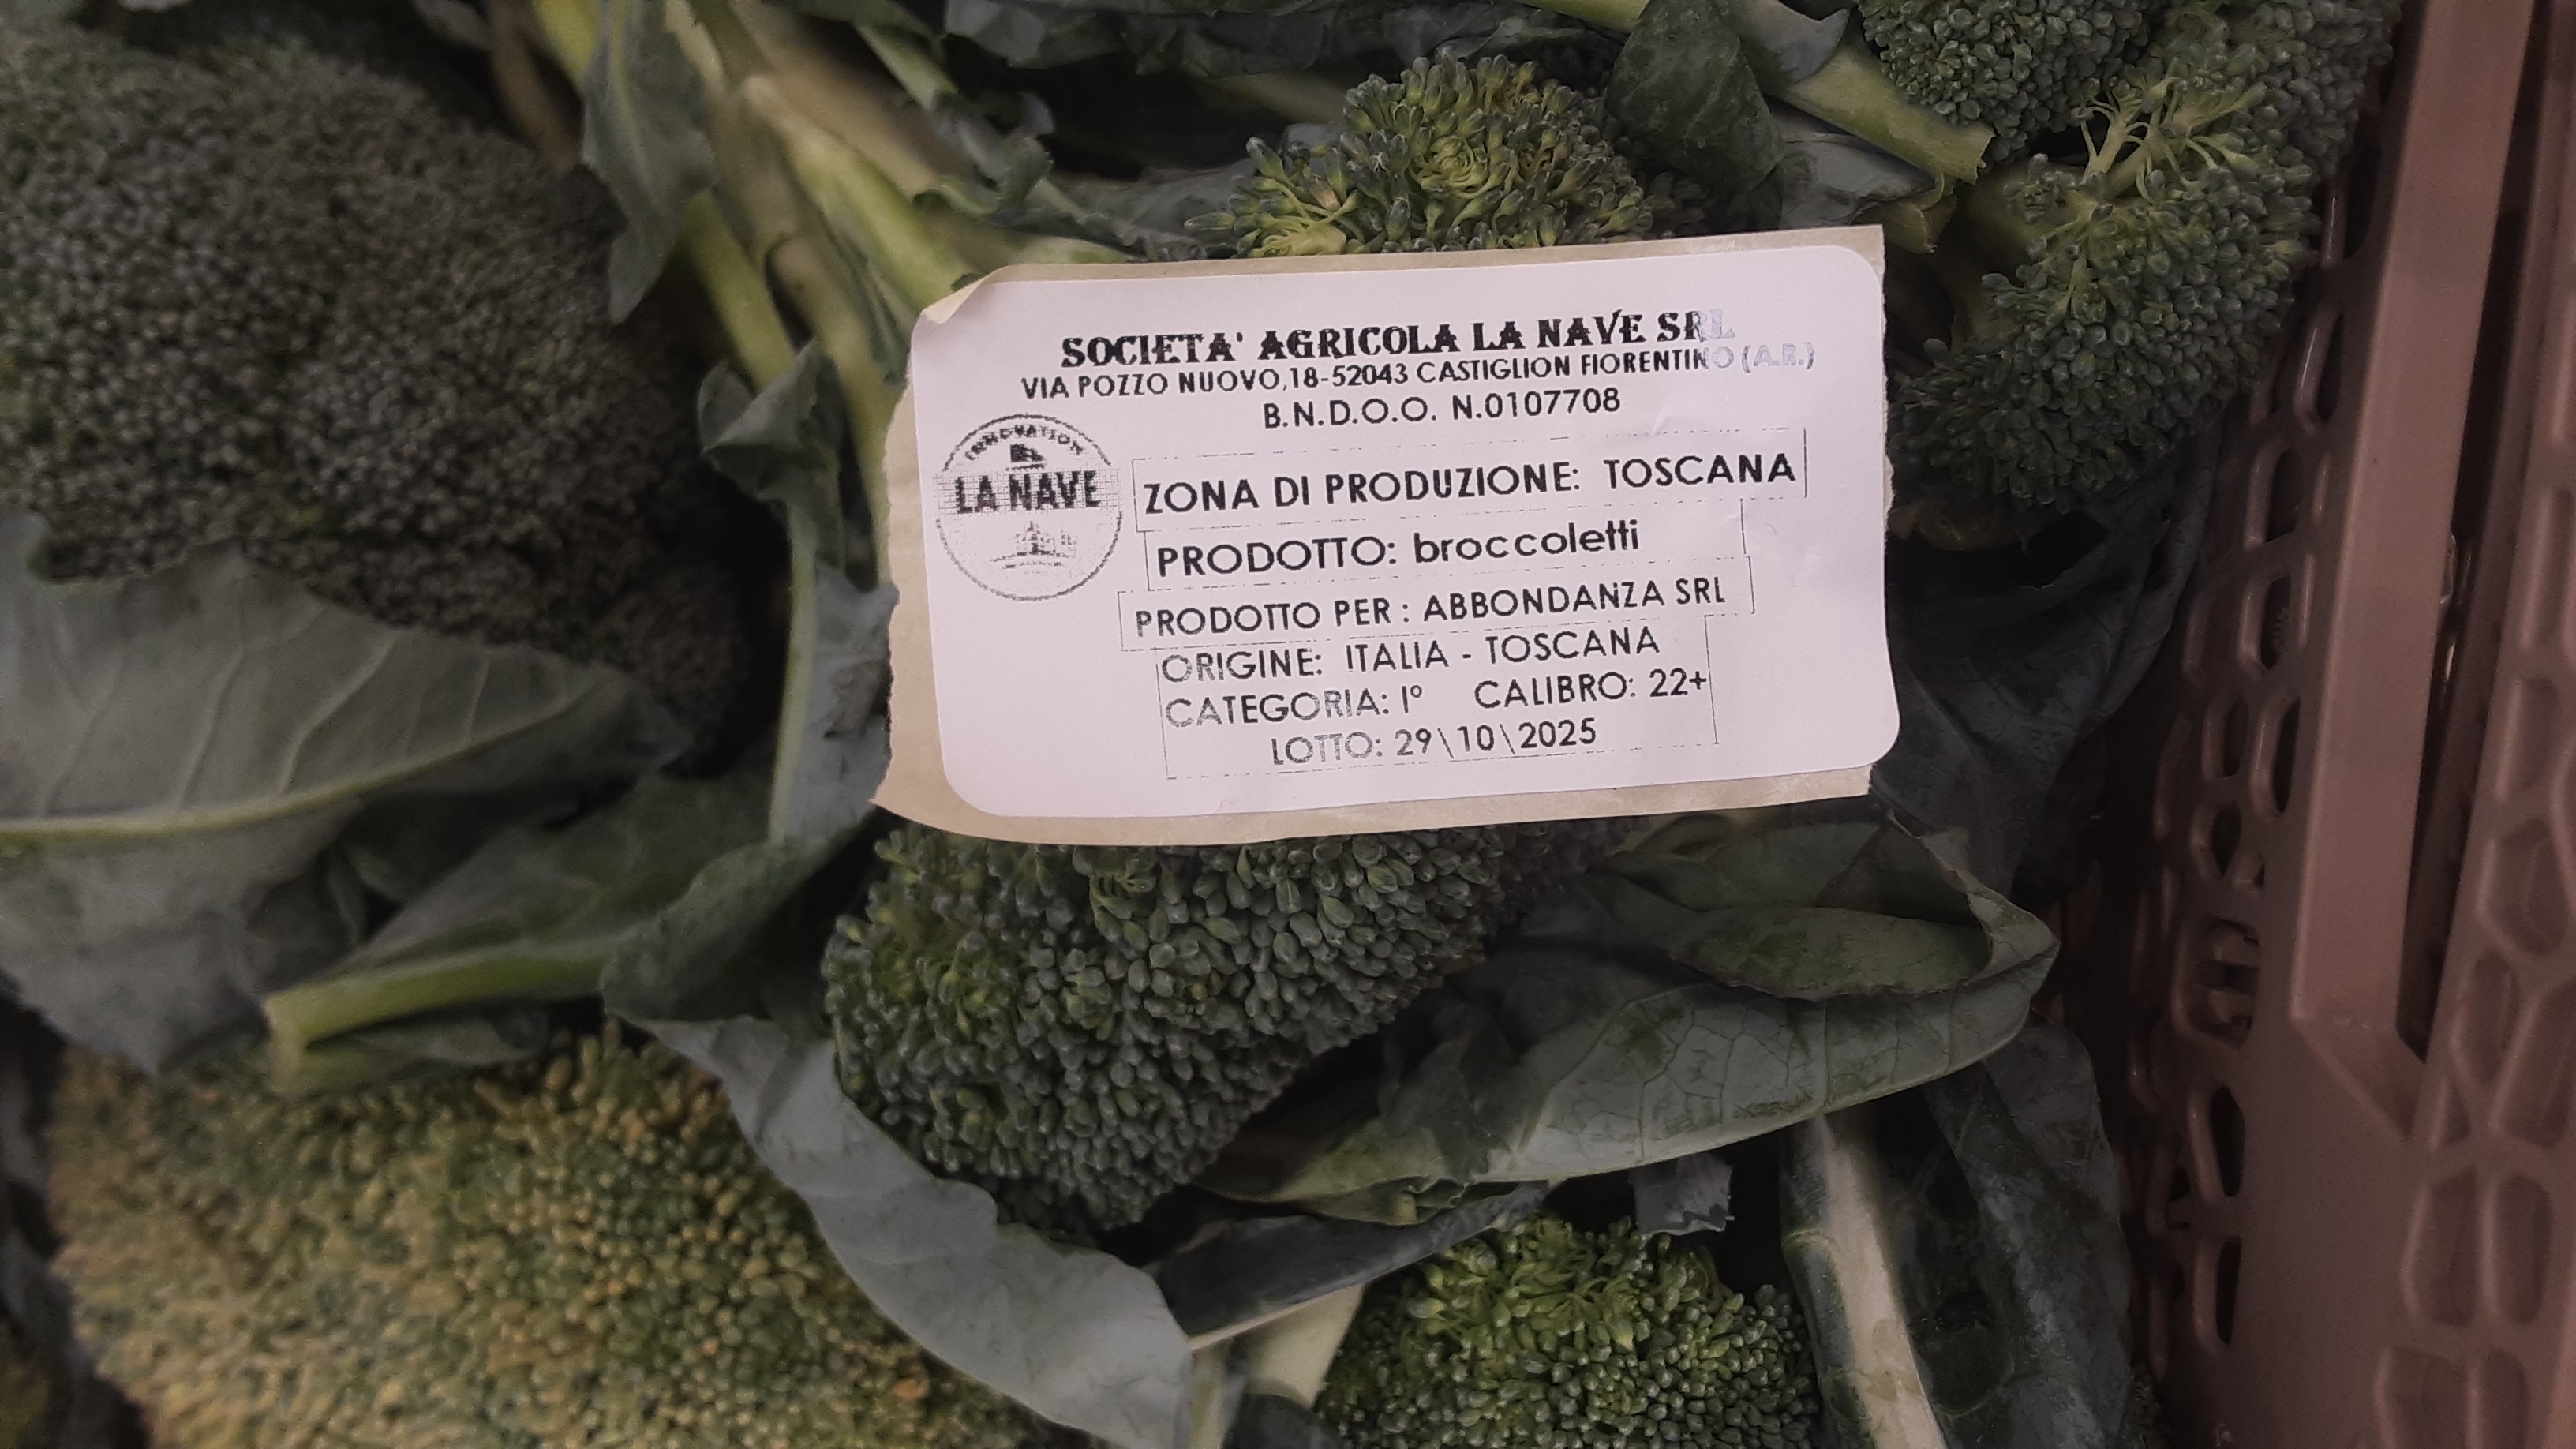 SOCIETA' AGRICOLA LA NAVE SRL
VIA POZZO NUOVO,18-52043 CASTIGLION FIORENTINO (A.R.)
B.N.D.O.O. N.0107708
INNOVATION
LA NAVE
ZONA DI PRODUZIONE: TOSCANA
PRODOTTO: broccoletti
PRODOTTO PER : ABBONDANZA SRL
ORIGINE: ITALIA - TOSCANA
CATEGORIA: I° CALIBRO: 22+
LOTTO: 29\10\2025